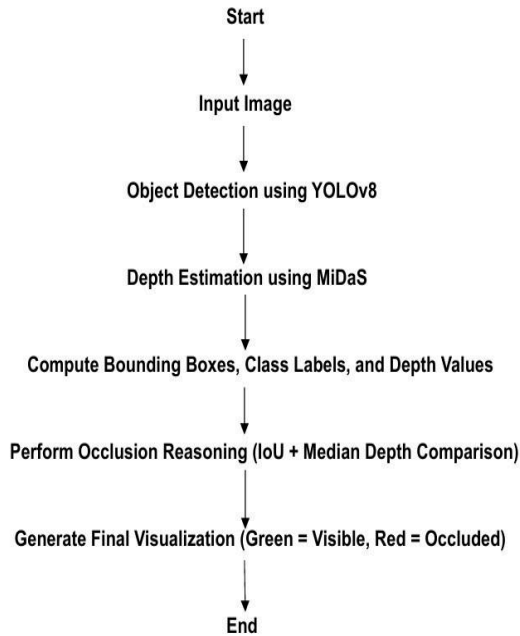 Start
Input Image
Object Detection using YOLOv8
Depth Estimation using MiDaS
Compute Bounding Boxes, Class Labels, and Depth Values
Perform Occlusion Reasoning (IoU + Median Depth Comparison)
Generate Final Visualization (Green = Visible, Red = Occluded)
End